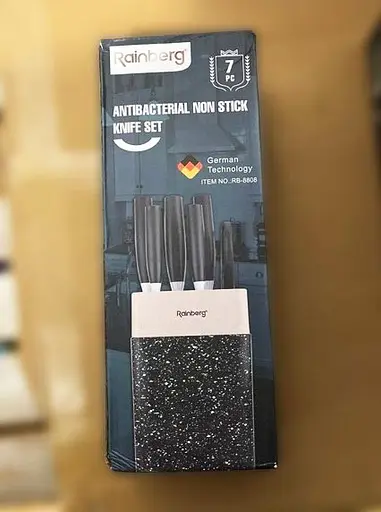 Rainberg®
7
PC
ANTIBACTERIAL NON STICK
KNIFE SET
German
Technology
ITEM NO.:RB-8808
Rainberg®